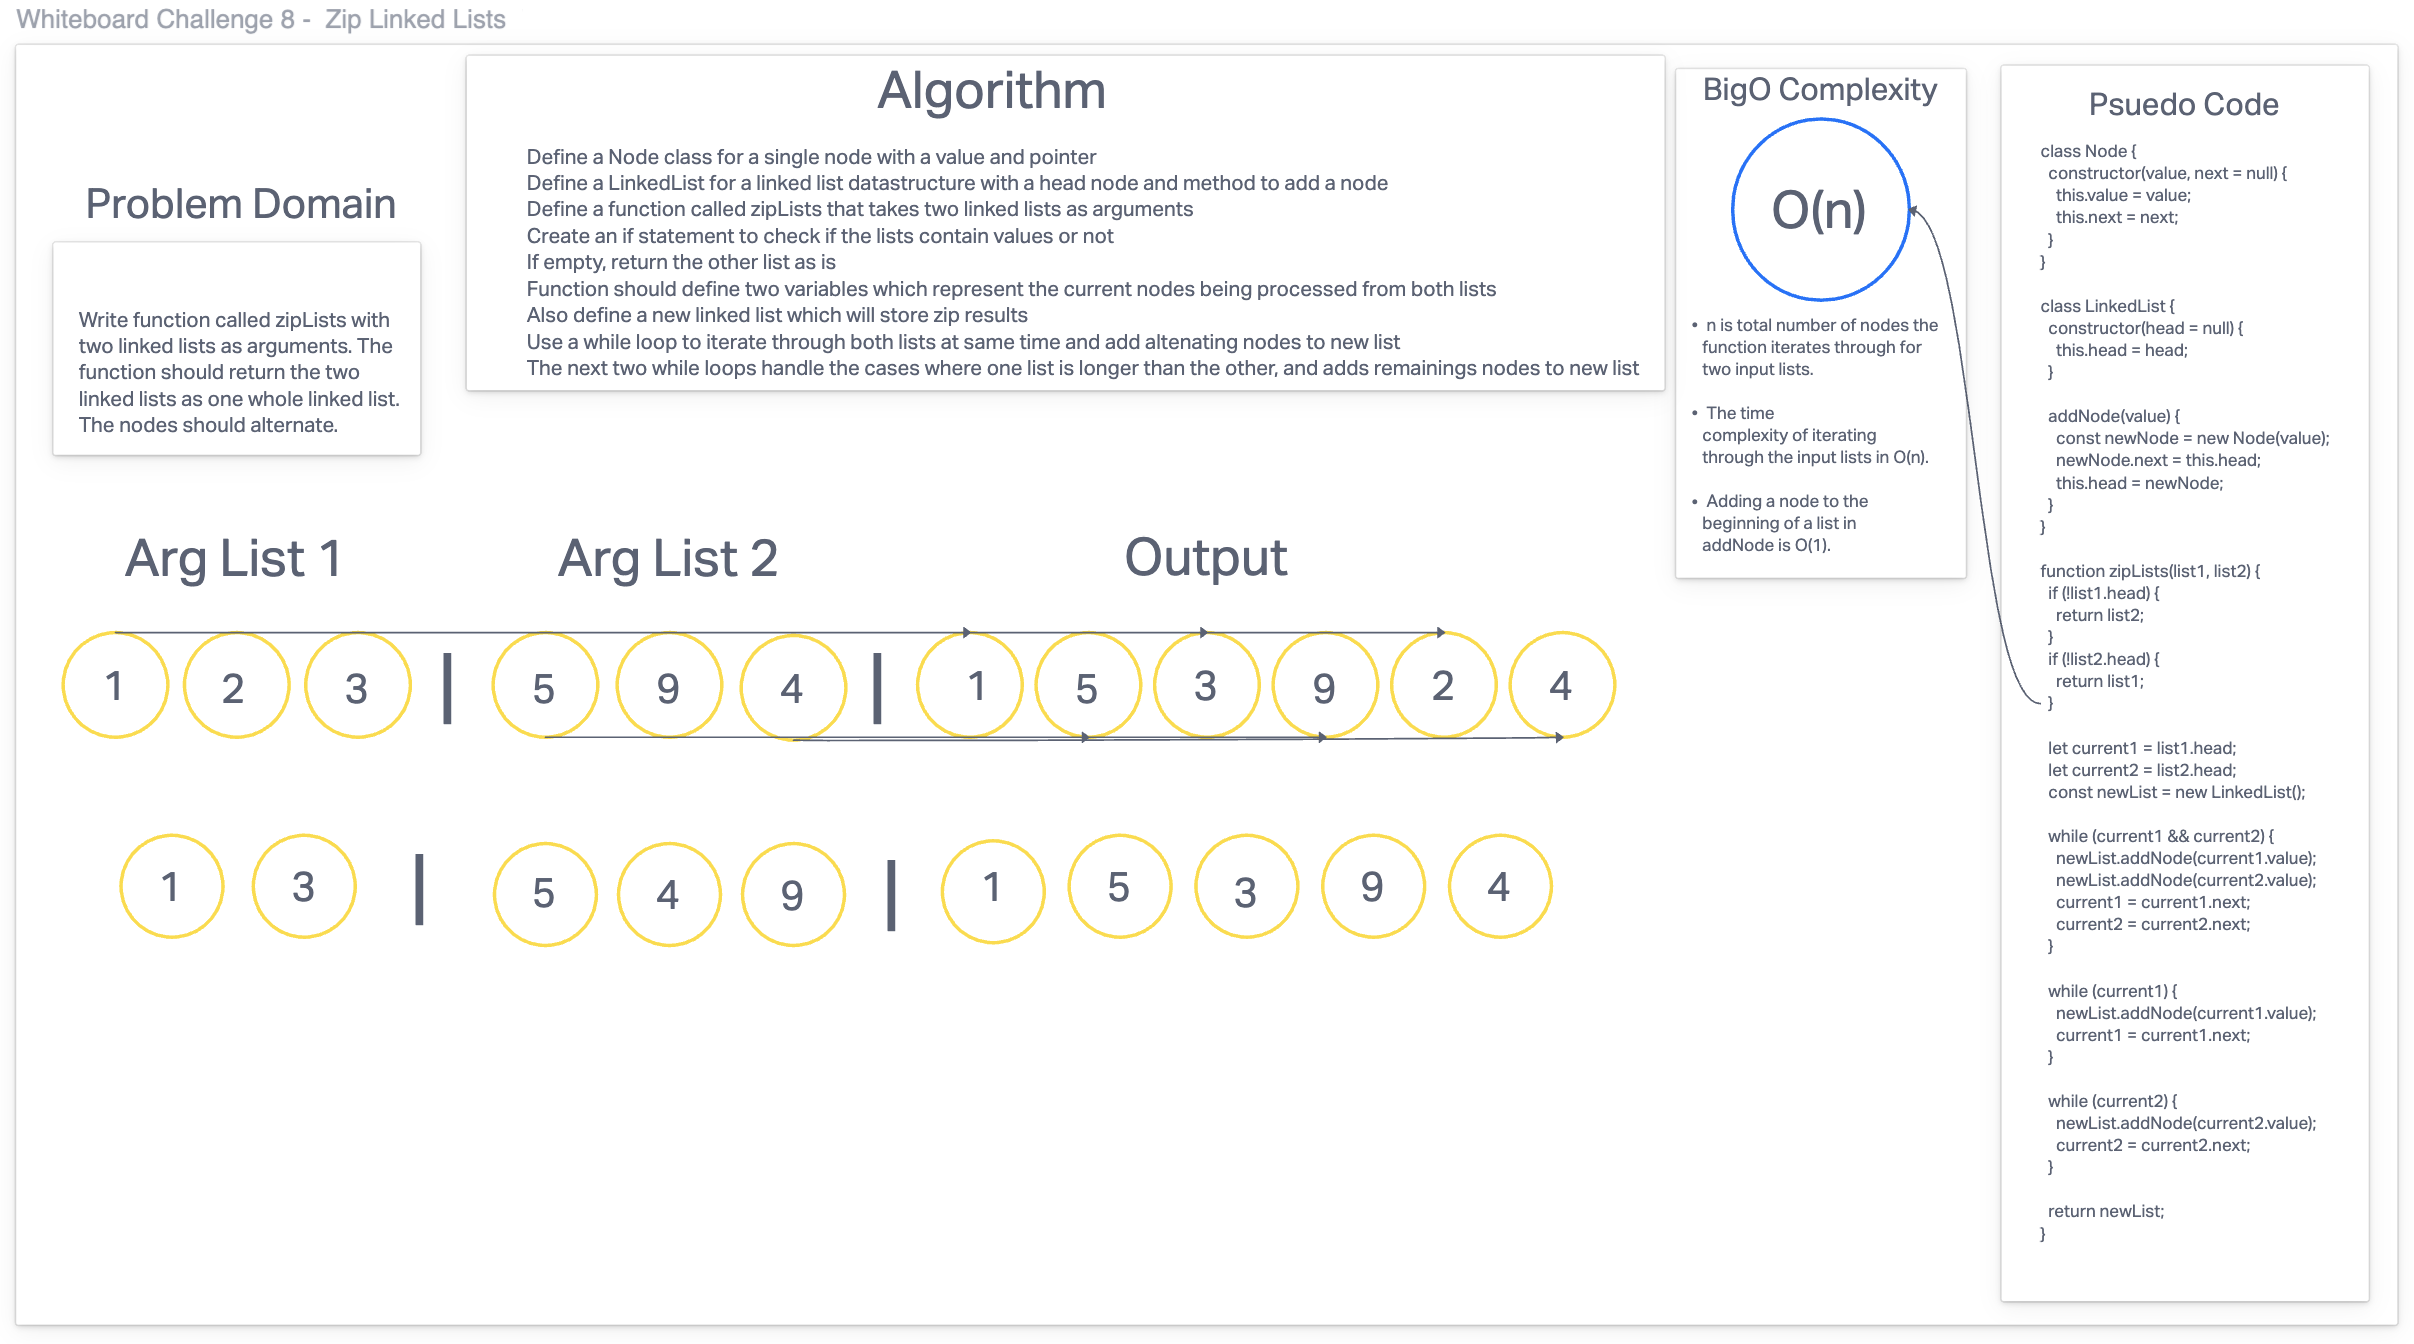 Whiteboard Challenge 8 - Zip Linked Lists
Problem Domain
Write function called zipLists with
two linked lists as arguments. The
function should return the two
linked lists as one whole linked list.
The nodes should alternate.
Algorithm
Define a Node class for a single node with a value and pointer
Define a LinkedList for a linked list datastructure with a head node and method to add a node
Define a function called zipLists that takes two linked lists as arguments
Create an if statement to check if the lists contain values or not
If empty, return the other list as is
Function should define two variables which represent the current nodes being processed from both lists
Also define a new linked list which will store zip results
Use a while loop to iterate through both lists at same time and add altenating nodes to new list
The next two while loops handle the cases where one list is longer than the other, and adds remainings nodes to new list
BigO Complexity
O(n)
• n is total number of nodes the
function iterates through for
two input lists.
• The time
complexity of iterating
through the input lists in O(n).
• Adding a node to the
beginning of a list in
addNode is O(1).
Psuedo Code
class Node {
constructor(value, next = null) {
this.value = value;
this.next = next;
}
}
class LinkedList {
constructor(head = null) {
this.head = head;
}
addNode(value) {
const newNode = new Node(value);
newNode.next = this.head;
this.head = newNode;
}
}
function zipLists(list1, list2) {
if (!list1.head) {
return list2;
}
if (!list2.head) {
return list1;
}
let current1 = list1.head;
let current2 = list2.head;
const newList = new LinkedList();
while (current1 && current2) {
newList.addNode(current1.value);
newList.addNode(current2.value);
current1 = current1.next;
current2 = current2.next;
}
while (current1) {
newList.addNode(current1.value);
current1 = current1.next;
}
while (current2) {
newList.addNode(current2.value);
current2 = current2.next;
}
return newList;
}
Arg List 1 Arg List 2 Output
1 2 3 | 5 9 4 | 1 5 3 9 2 4
1 3 | 5 4 9 | 1 5 3 9 4